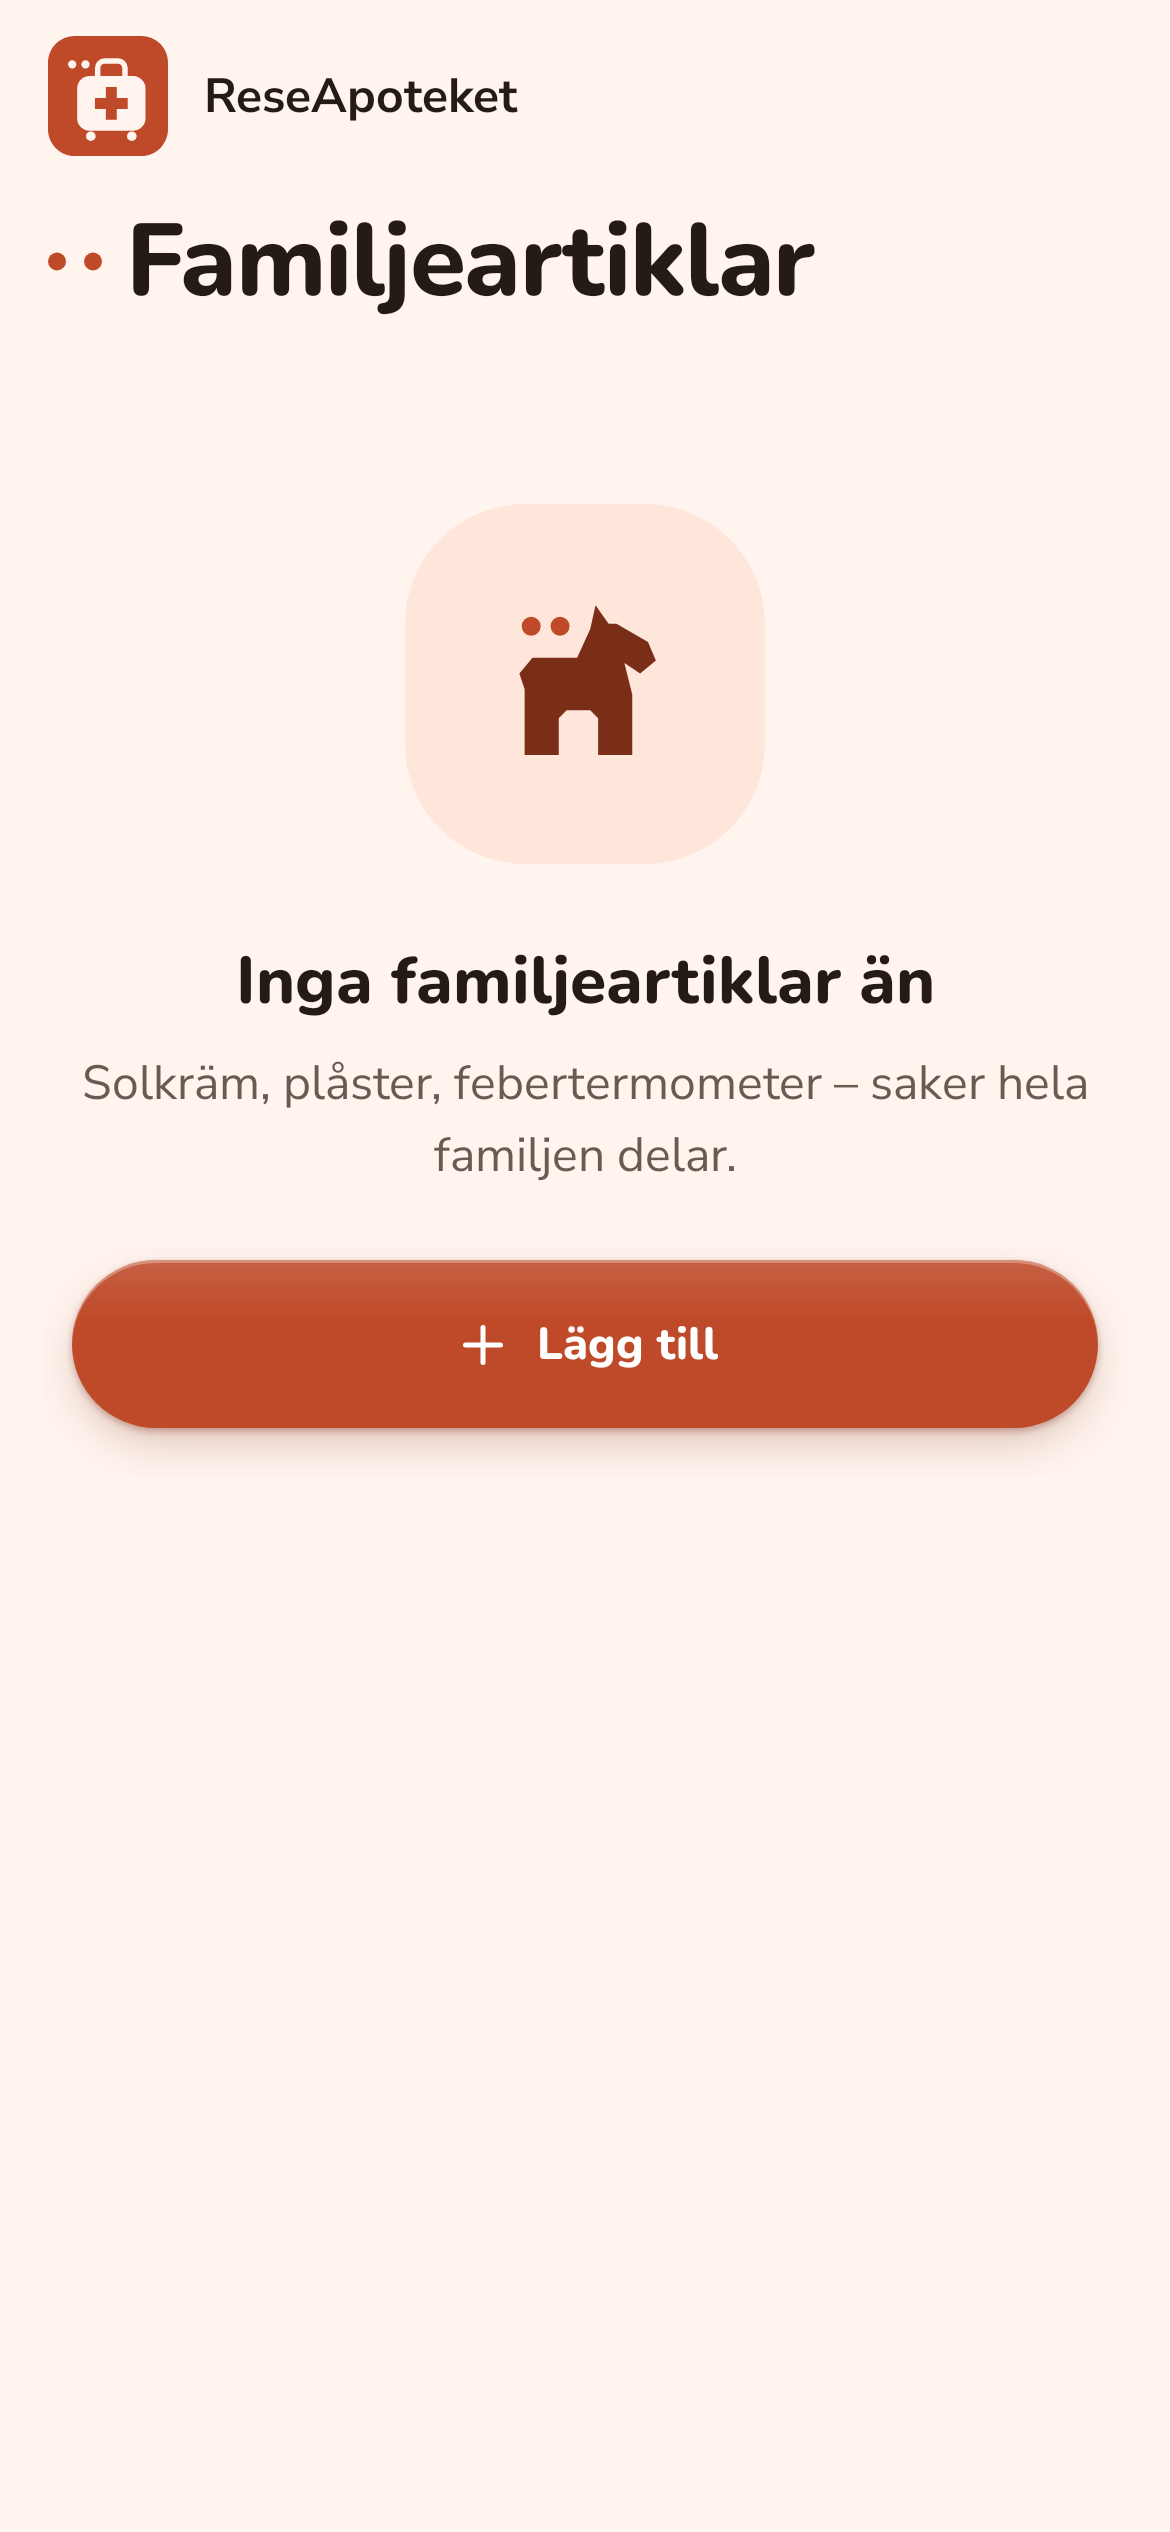 ReseApoteket
Familjeartiklar
Inga familjeartiklar än
Solkräm, plåster, febertermometer – saker hela
familjen delar.
Lägg till